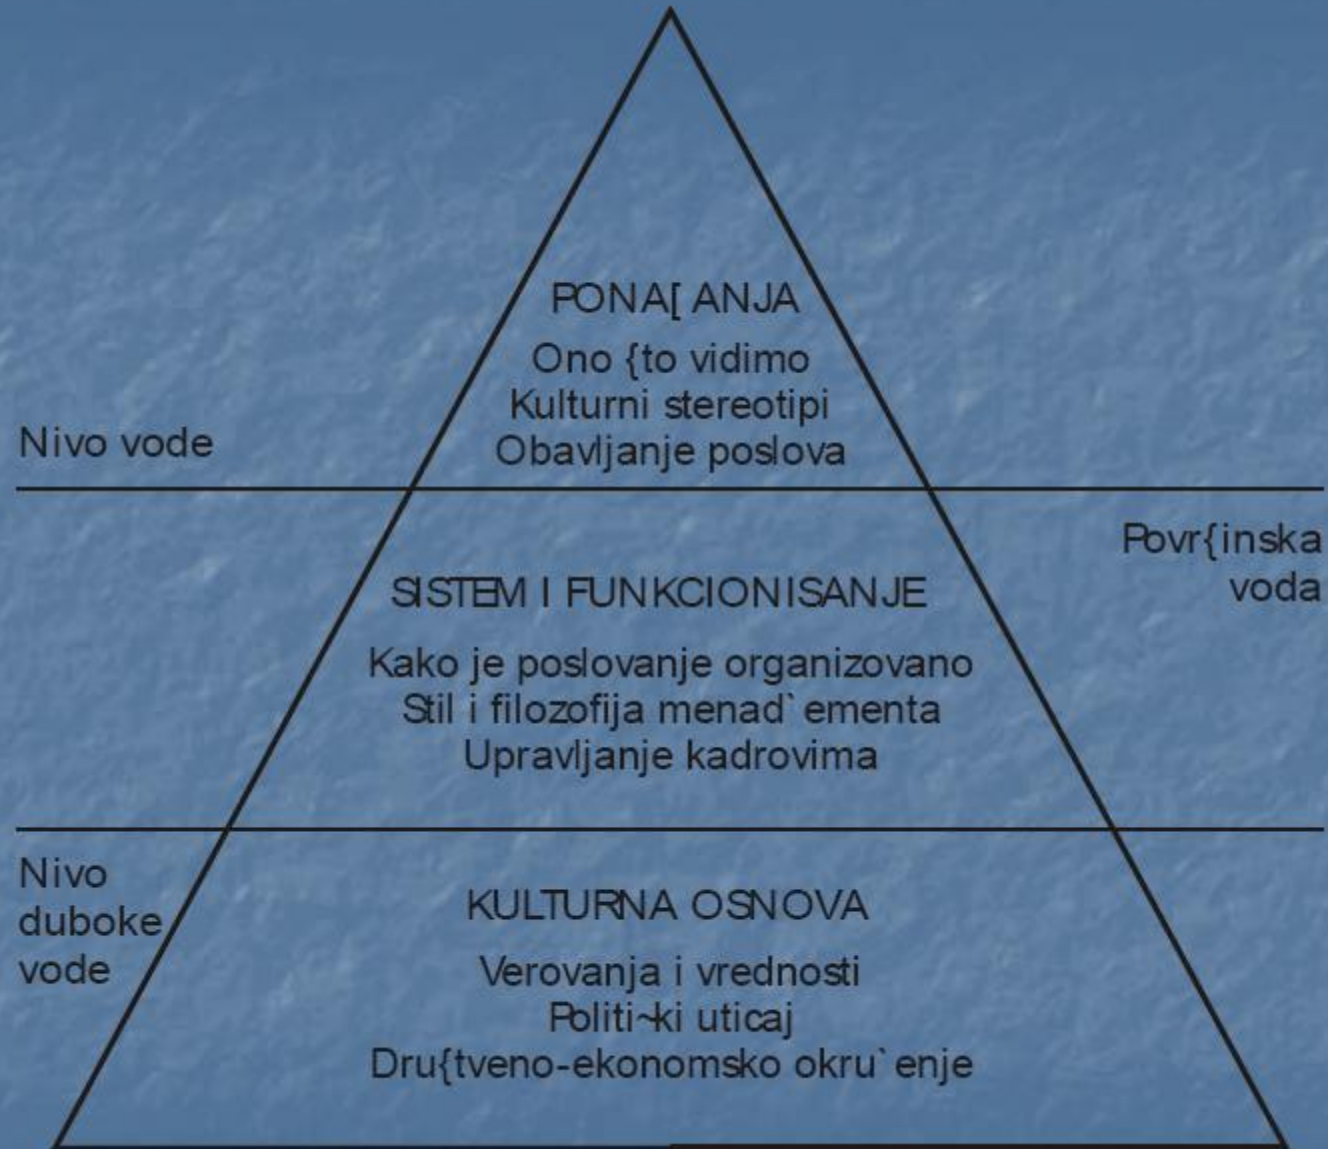 PONA[ ANJA
Ono {to vidimo
Kulturni stereotipi
Obavljanje poslova
Nivo vode
Povr{inska
voda
SISTEM I FUNKCIONISANJE
Kako je poslovanje organizovano
Stil i filozofija menad` ementa
Upravljanje kadrovima
Nivo
duboke
vode
KULTURNA OSNOVA
Verovanja i vrednosti
Politi~ki uticaj
Dru{tveno-ekonomsko okru` enje